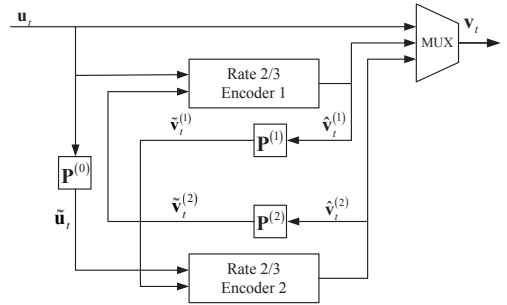 𝐮_t
𝐯_t
MUX
Rate 2/3
Encoder 1
𝐯̃_t^(1)
𝐏^(1)
𝐯̂_t^(1)
𝐏^(0)
𝐮̃_t
𝐯̃_t^(2)
𝐏^(2)
𝐯̂_t^(2)
Rate 2/3
Encoder 2